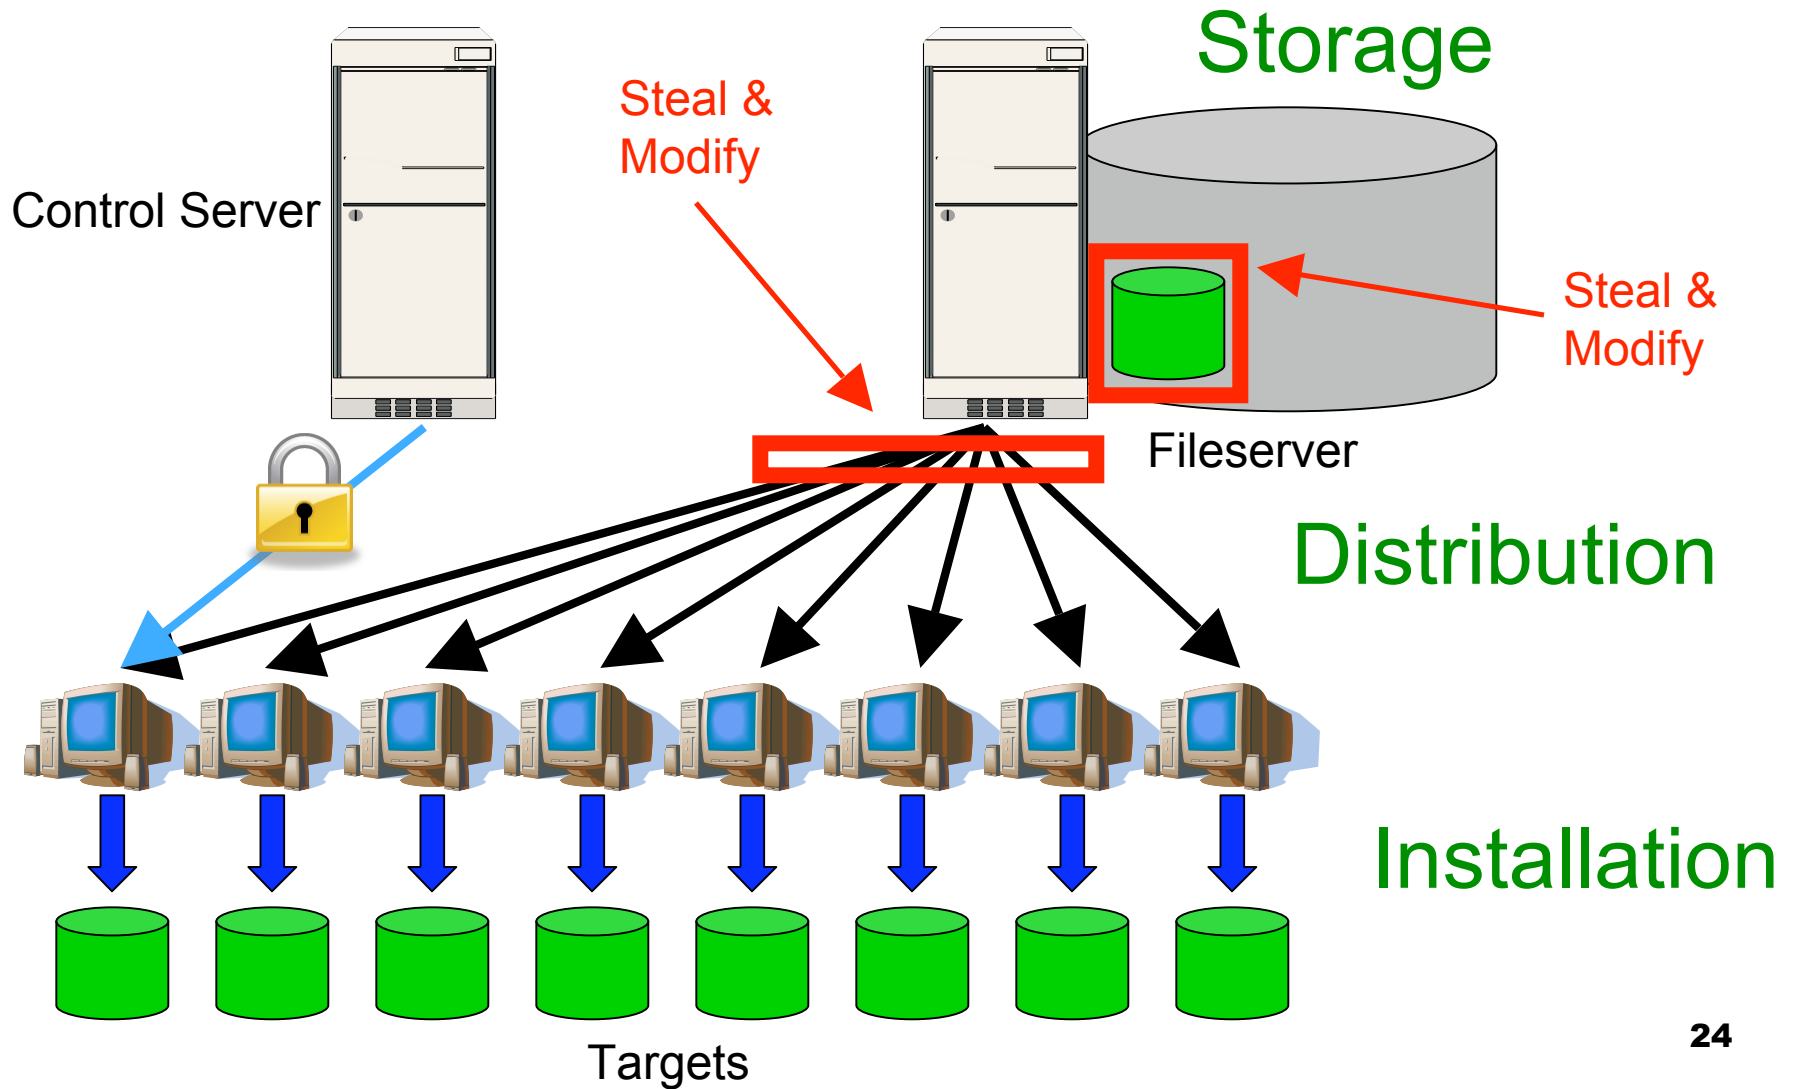 Storage
Steal &
Modify
Control Server
Steal &
Modify
Fileserver
Distribution
Installation
Targets
24